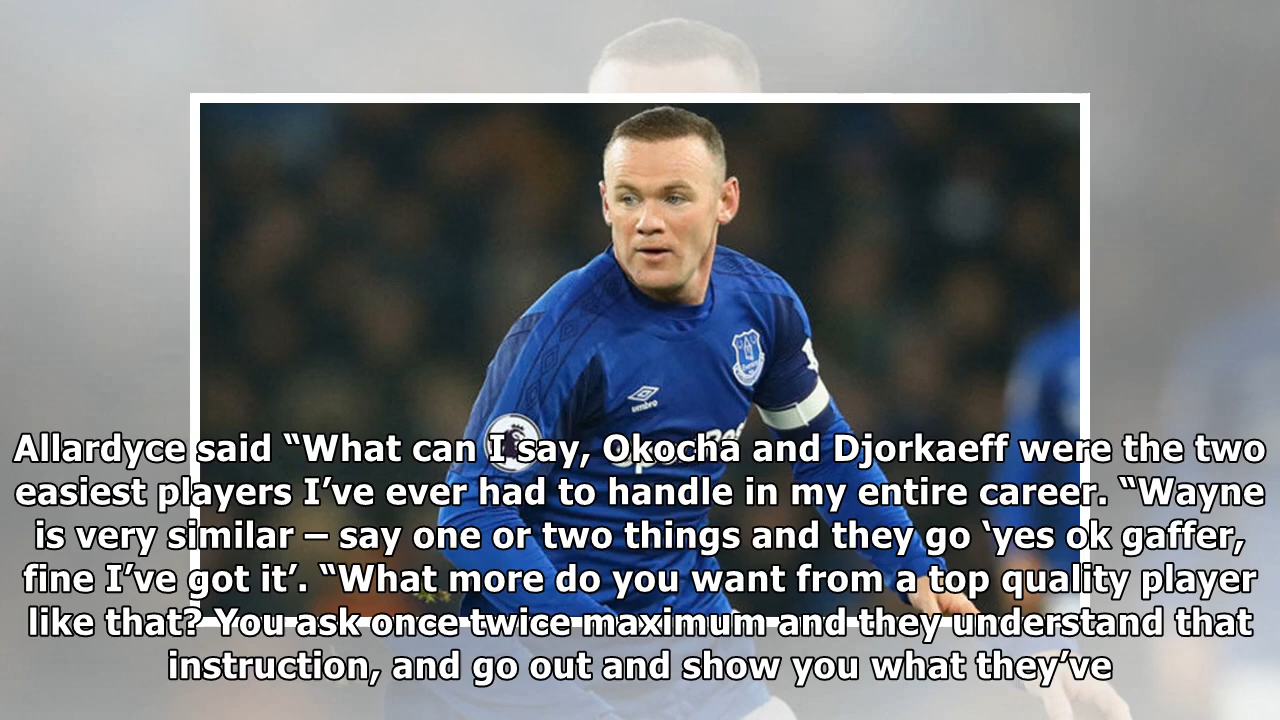 umbro
Allardyce said “What can I say, Okocha and Djorkaeff were the two
easiest players I’ve ever had to handle in my entire career. “Wayne
is very similar – say one or two things and they go ‘yes ok gaffer,
fine I’ve got it’. “What more do you want from a top quality player
like that? You ask once twice maximum and they understand that
instruction, and go out and show you what they’ve